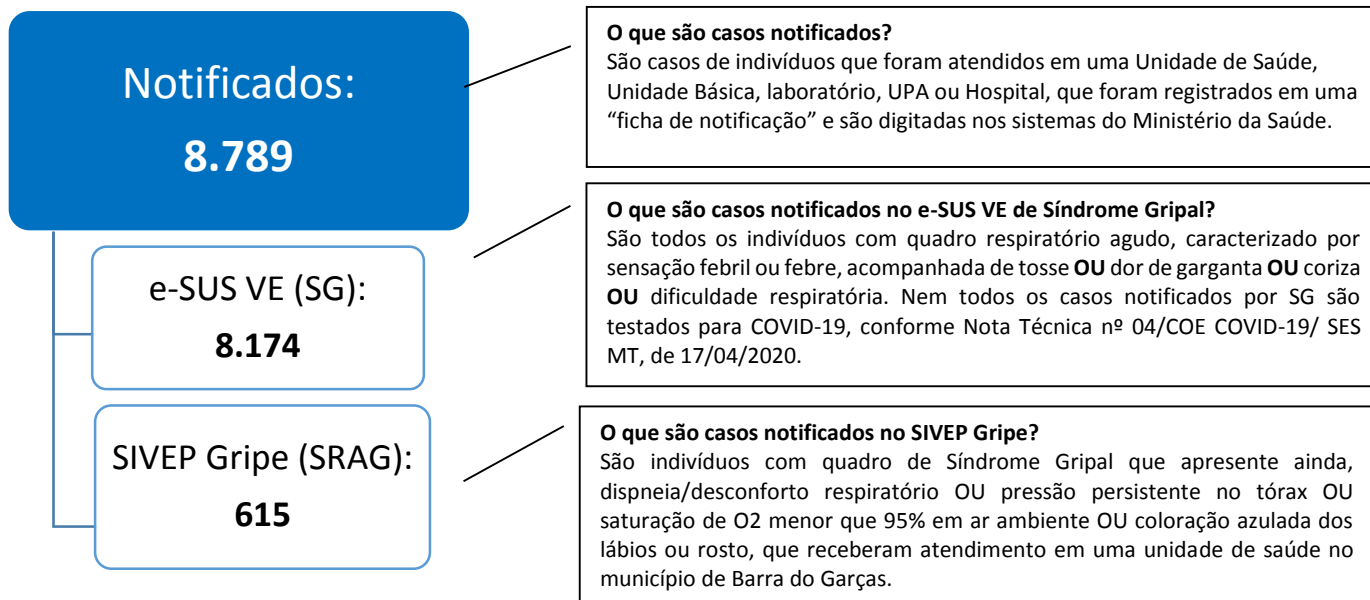 Notificados:
8.789
O que são casos notificados?
São casos de indivíduos que foram atendidos em uma Unidade de Saúde,
Unidade Básica, laboratório, UPA ou Hospital, que foram registrados em uma
“ficha de notificação” e são digitadas nos sistemas do Ministério da Saúde.
e-SUS VE (SG):
8.174
O que são casos notificados no e-SUS VE de Síndrome Gripal?
São todos os indivíduos com quadro respiratório agudo, caracterizado por
sensação febril ou febre, acompanhada de tosse OU dor de garganta OU coriza
OU dificuldade respiratória. Nem todos os casos notificados por SG são
testados para COVID-19, conforme Nota Técnica nº 04/COE COVID-19/ SES
MT, de 17/04/2020.
SIVEP Gripe (SRAG):
615
O que são casos notificados no SIVEP Gripe?
São indivíduos com quadro de Síndrome Gripal que apresente ainda,
dispneia/desconforto respiratório OU pressão persistente no tórax OU
saturação de O2 menor que 95% em ar ambiente OU coloração azulada dos
lábios ou rosto, que receberam atendimento em uma unidade de saúde no
município de Barra do Garças.